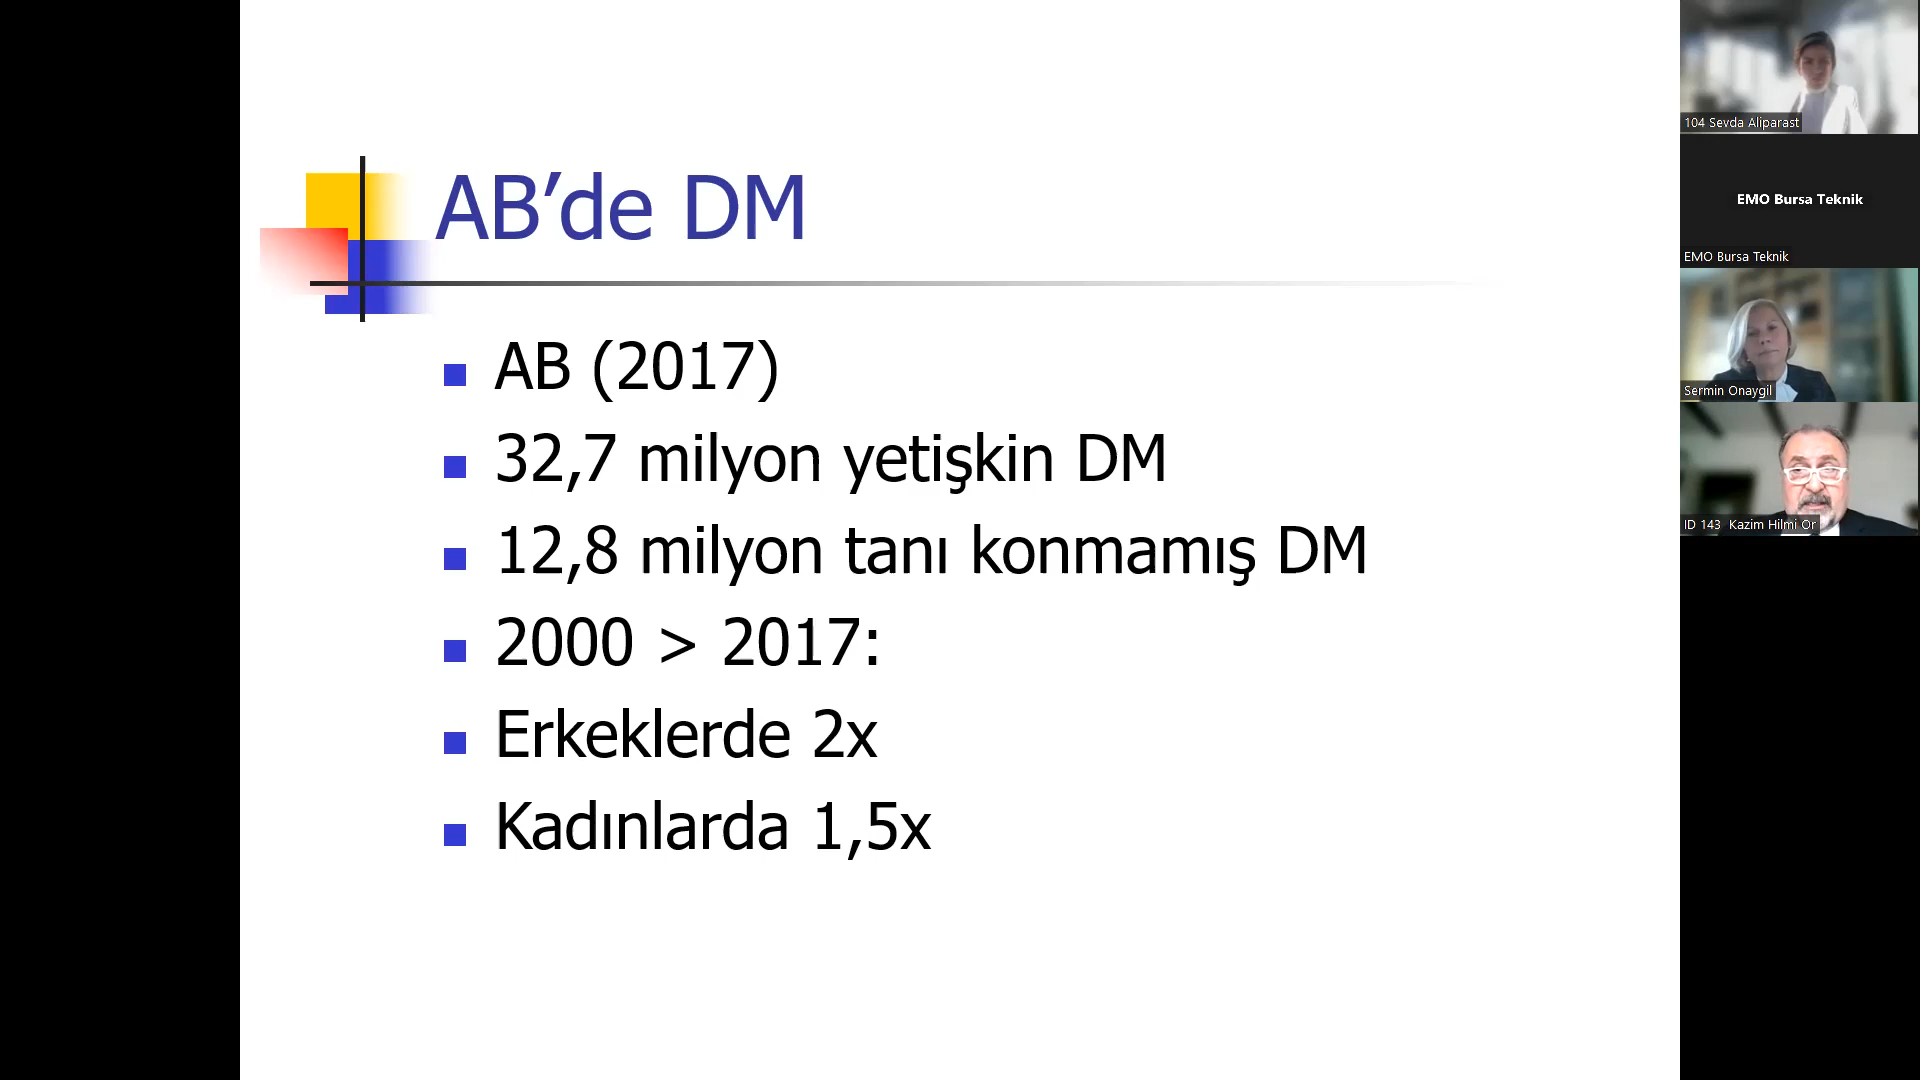 AB’de DM
AB (2017)
32,7 milyon yetişkin DM
12,8 milyon tanı konmamış DM
2000 > 2017:
Erkeklerde 2x
Kadınlarda 1,5x
104 Sevda Aliparast
EMO Bursa Teknik
EMO Bursa Teknik
Sermin Onaygil
ID 143 Kazim Hilmi Or